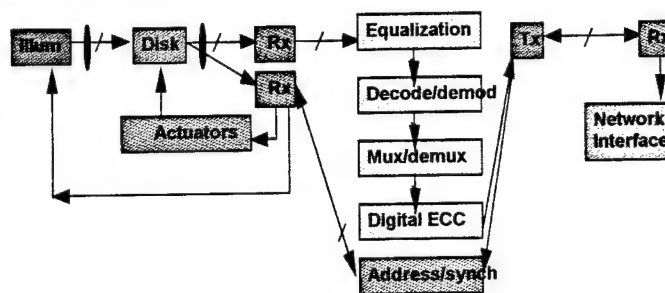 Illum
Disk
Rx
Rx
Actuators
Equalization
Decode/demod
Mux/demux
Digital ECC
Address/synch
Tx
Rx
Network
Interface